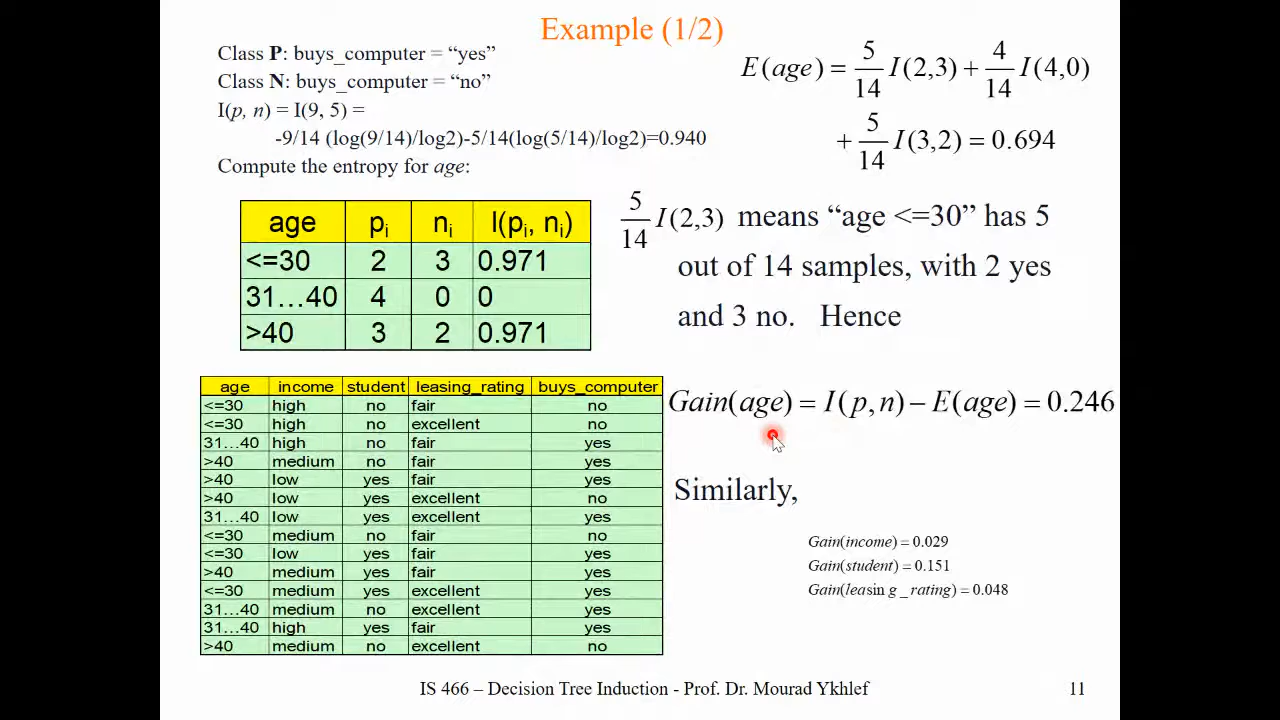 Example (1/2)
Class P: buys_computer = “yes”
Class N: buys_computer = “no”
I(p, n) = I(9, 5) =
-9/14 (log(9/14)/log2)-5/14(log(5/14)/log2)=0.940
Compute the entropy for age:
age pi ni I(pi, ni)
<=30 2 3 0.971
31…40 4 0 0
>40 3 2 0.971
E(age) = 5/14 I(2,3) + 4/14 I(4,0)
+ 5/14 I(3,2) = 0.694
5/14 I(2,3) means “age <=30” has 5
out of 14 samples, with 2 yes
and 3 no. Hence
Gain(age) = I(p,n) − E(age) = 0.246
Similarly,
Gain(income) = 0.029
Gain(student) = 0.151
Gain(leasin g _ rating) = 0.048
age income student leasing_rating buys_computer
<=30 high no fair no
<=30 high no excellent no
31…40 high no fair yes
>40 medium no fair yes
>40 low yes fair yes
>40 low yes excellent no
31…40 low yes excellent yes
<=30 medium no fair no
<=30 low yes fair yes
>40 medium yes fair yes
<=30 medium yes excellent yes
31…40 medium no excellent yes
31…40 high yes fair yes
>40 medium no excellent no
IS 466 – Decision Tree Induction - Prof. Dr. Mourad Ykhlef
11